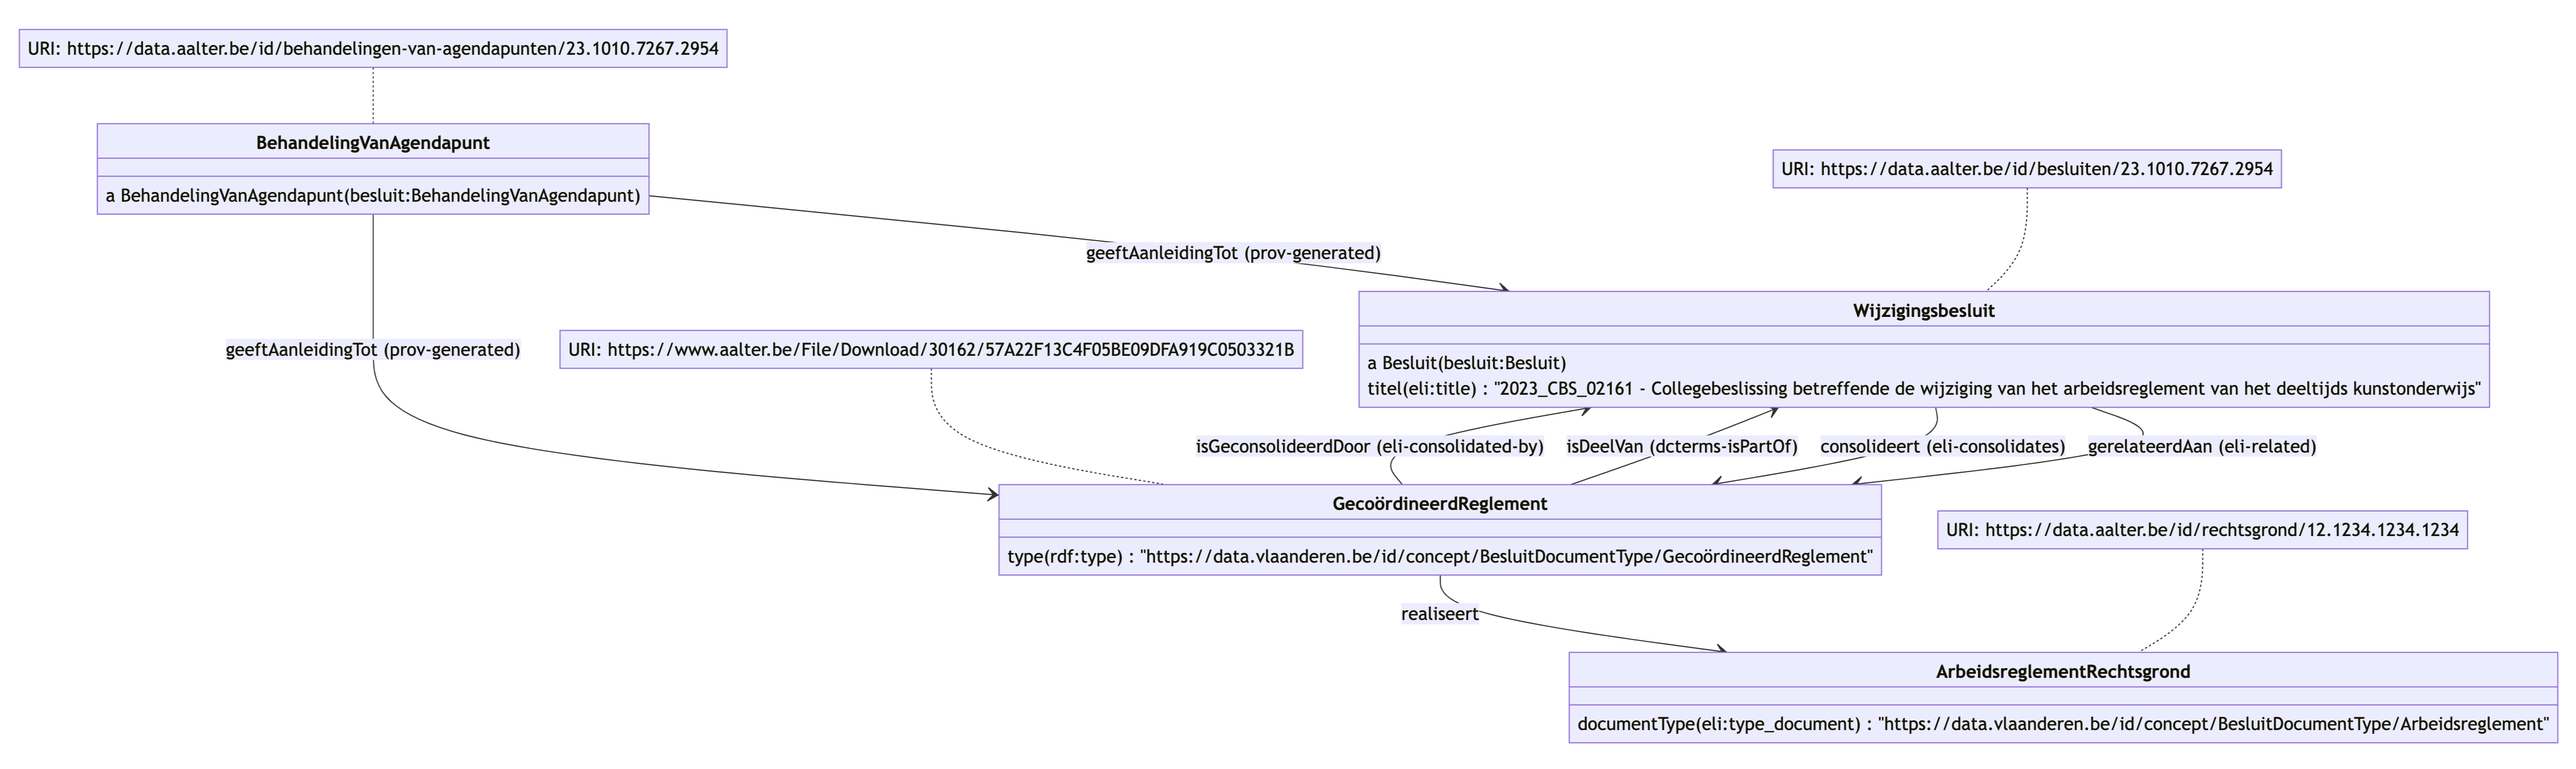 URI: https://data.aalter.be/id/behandelingen-van-agendapunten/23.1010.7267.2954
BehandelingVanAgendapunt
a BehandelingVanAgendapunt(besluit:BehandelingVanAgendapunt)
URI: https://data.aalter.be/id/besluiten/23.1010.7267.2954
geeftAanleidingTot (prov-generated)
Wijzigingsbesluit
a Besluit(besluit:Besluit)
titel(eli:title) : "2023_CBS_02161 - Collegebeslissing betreffende de wijziging van het arbeidsreglement van het deeltijds kunstonderwijs"
geeftAanleidingTot (prov-generated)
URI: https://www.aalter.be/File/Download/30162/57A22F13C4F05BE09DFA919C0503321B
isGeconsolideerdDoor (eli-consolidated-by)
isDeelVan (dcterms-isPartOf)
consolideert (eli-consolidates)
gerelateerdAan (eli-related)
GecoördineerdReglement
type(rdf:type) : "https://data.vlaanderen.be/id/concept/BesluitDocumentType/GecoördineerdReglement"
URI: https://data.aalter.be/id/rechtsgrond/12.1234.1234.1234
realiseert
ArbeidsreglementRechtsgrond
documentType(eli:type_document) : "https://data.vlaanderen.be/id/concept/BesluitDocumentType/Arbeidsreglement"